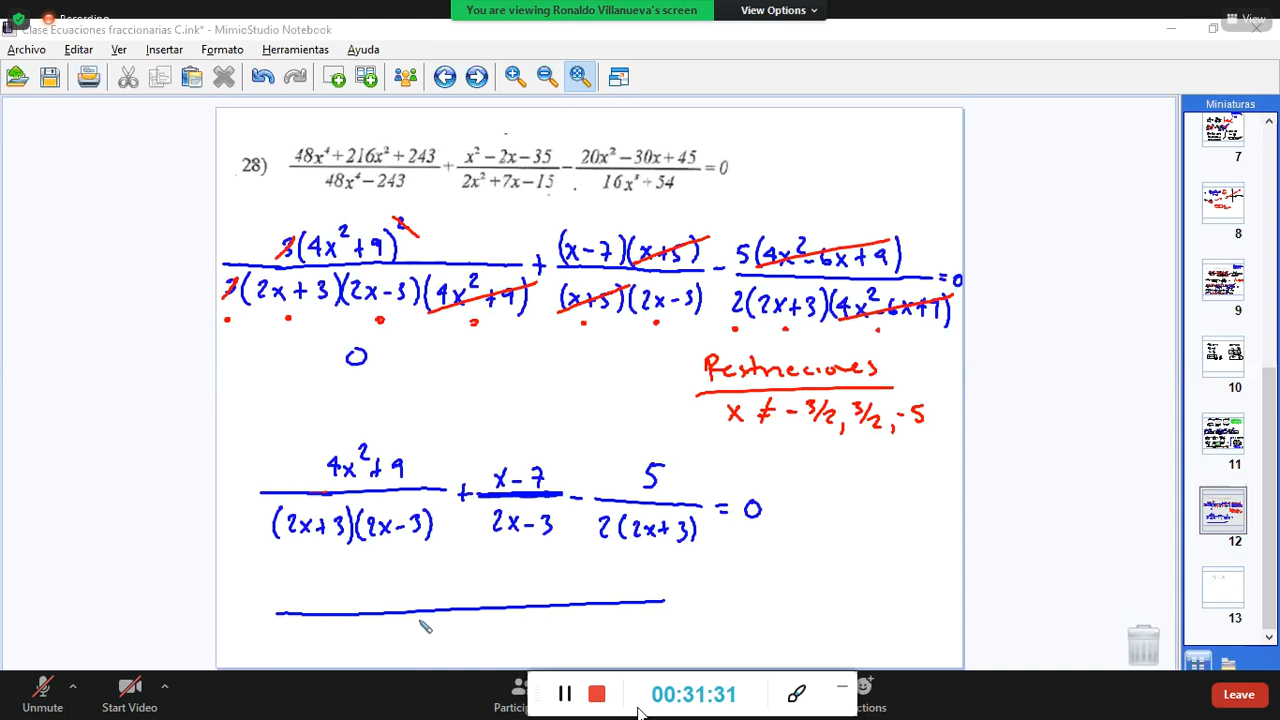 Recording
You are viewing Ronaldo Villanueva's screen
View Options
View
Clase Ecuaciones fraccionarias C.ink* - MimioStudio Notebook
Archivo Editar Ver Insertar Formato Herramientas Ayuda
Miniaturas
28) (48x⁴+216x²+243)/(48x⁴−243) + (x²−2x−35)/(2x²+7x−15) − (20x²−30x+45)/(16x³+54) = 0
3(4x²+9)²/3(2x+3)(2x-3)(4x²+9) + (x-7)(x+5)/(x+5)(2x-3) - 5(4x²-6x+9)/2(2x+3)(4x²-6x+9) = 0
0
Restricciones
x ≠ -3/2, 3/2, -5
4x²+9/(2x+3)(2x-3) + x-7/2x-3 - 5/2(2x+3) = 0
7
8
9
10
11
12
13
Unmute
Start Video
Particip
00:31:31
ctions
Leave